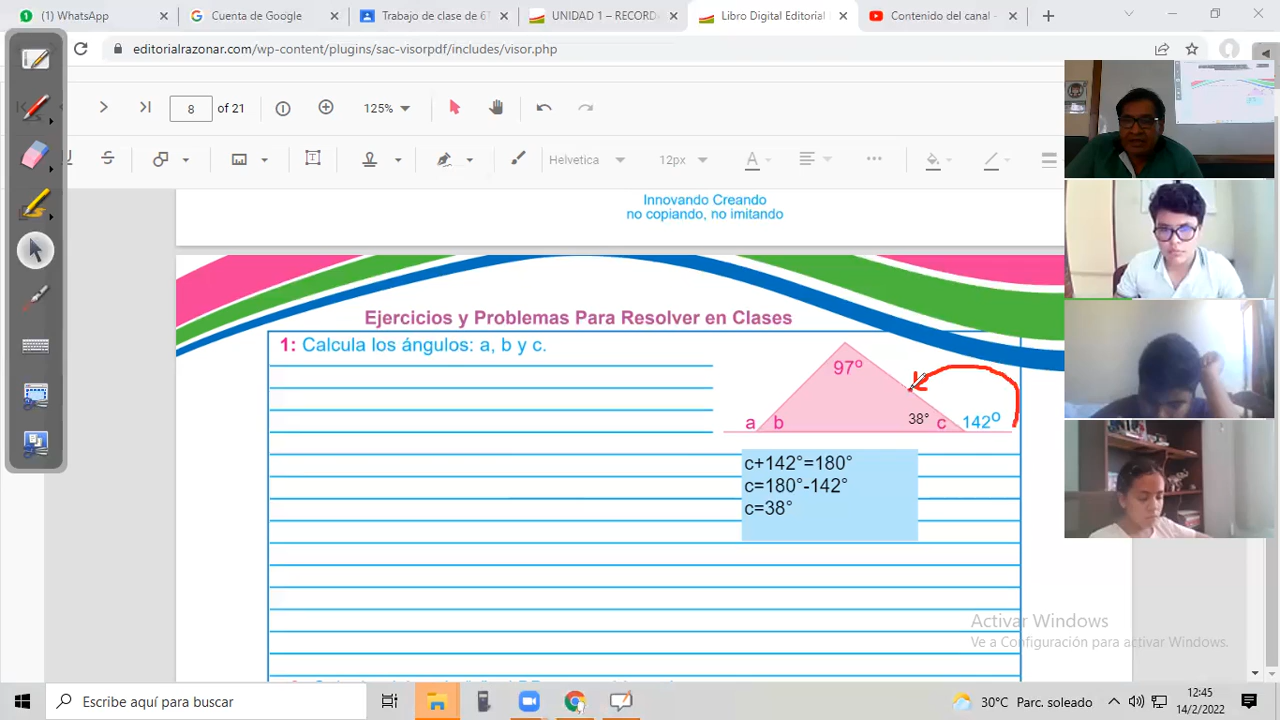 (1) WhatsApp
Cuenta de Google
Trabajo de clase de 6T
UNIDAD 1 – RECORD
Libro Digital Editorial
Contenido del canal -
editorialrazonar.com/wp-content/plugins/sac-visorpdf/includes/visor.php
8 of 21
125%
Helvetica
12px
Innovando Creando
no copiando, no imitando
Ejercicios y Problemas Para Resolver en Clases
1: Calcula los ángulos: a, b y c.
97º
a b 38° c 142º
c+142°=180°
c=180°-142°
c=38°
Activar Windows
Ve a Configuración para activar Windows.
Escribe aquí para buscar
30°C Parc. soleado
12:45
14/2/2022